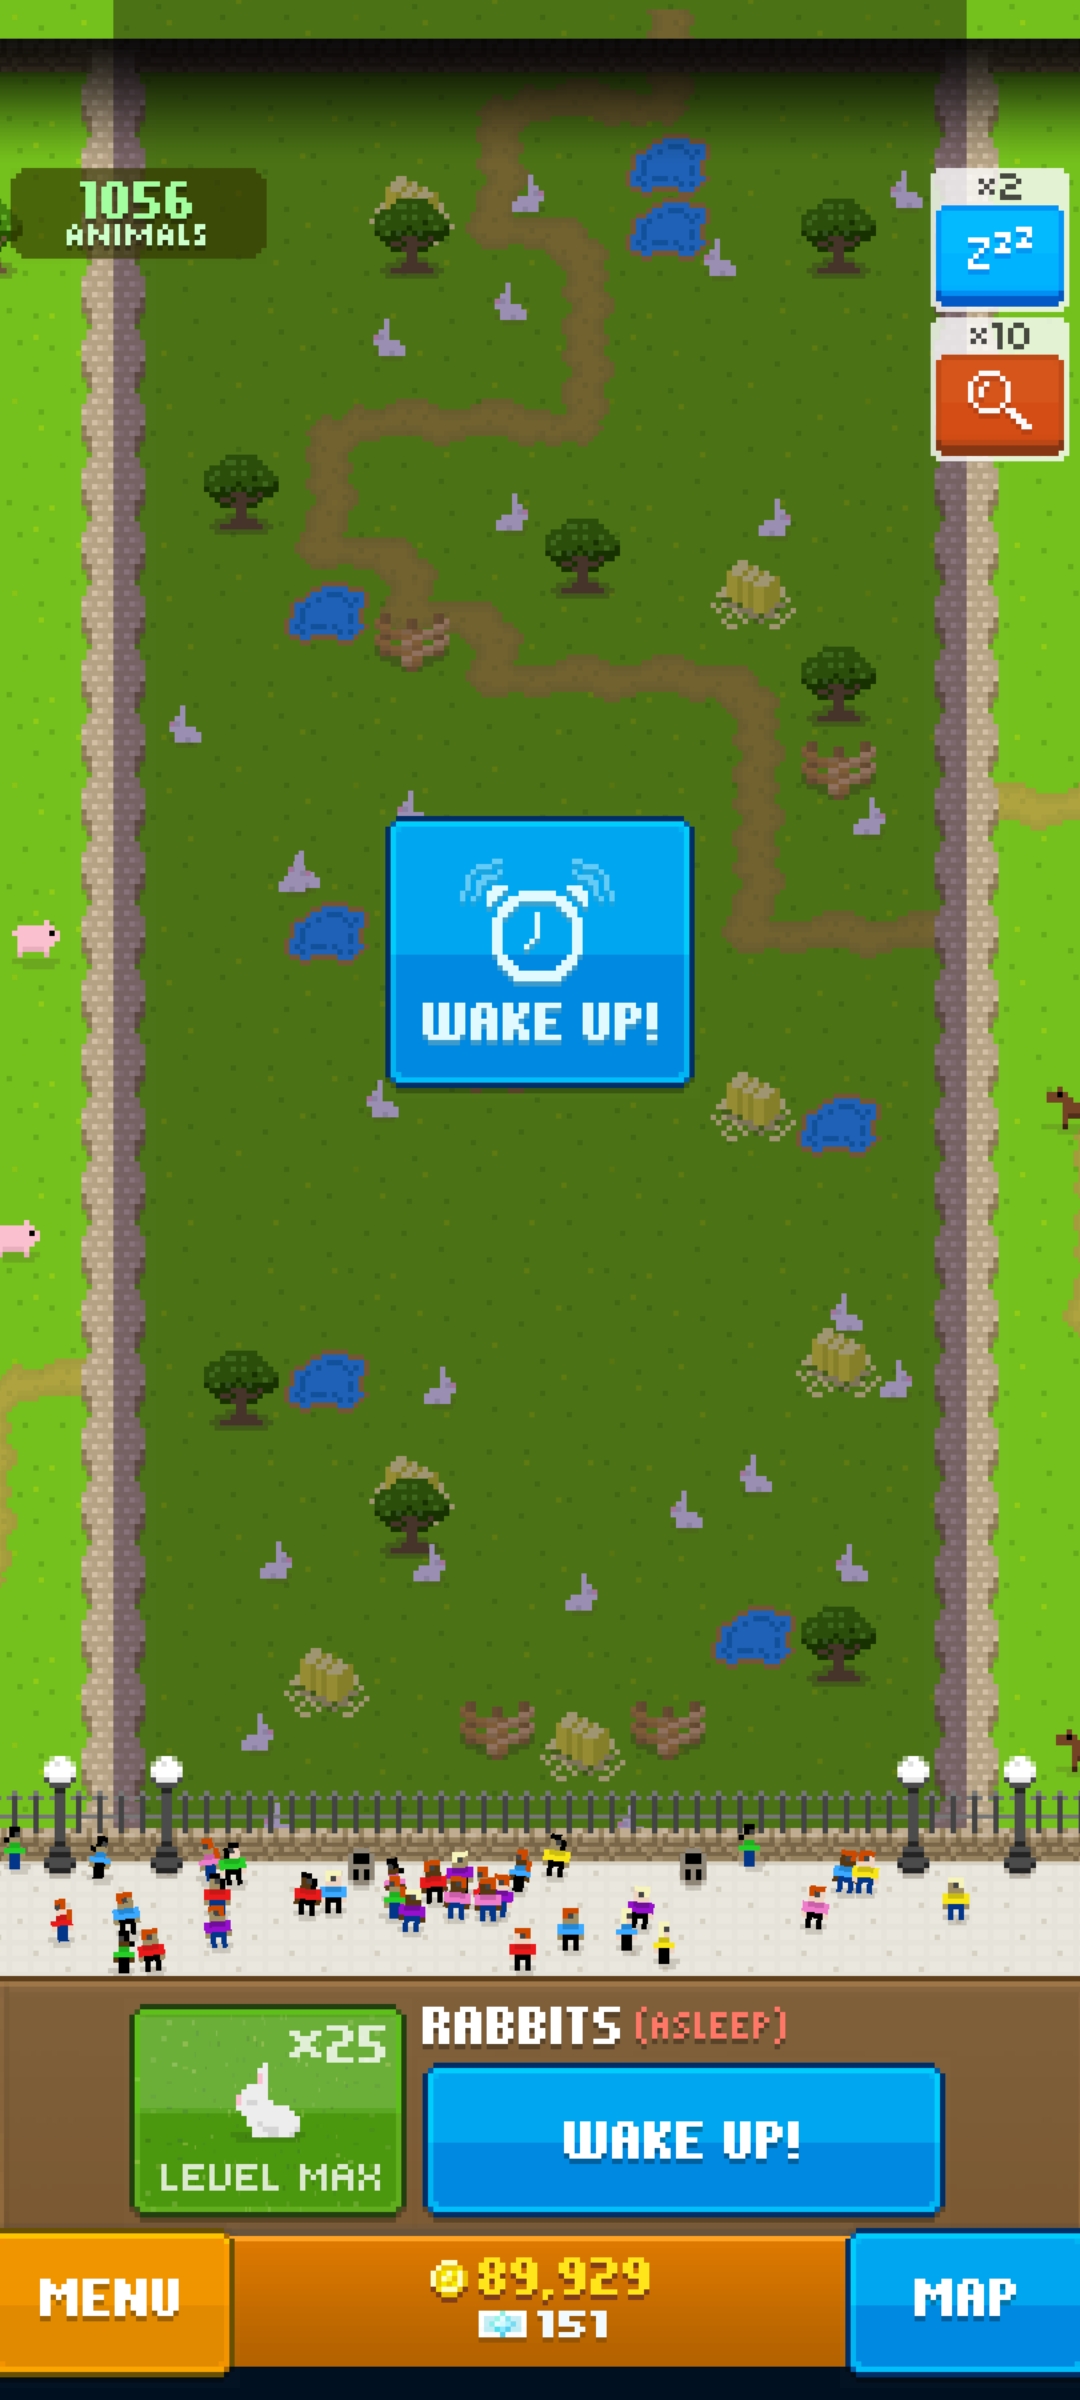 1056
ANIMALS
x2
zzz
x10
WAKE UP!
x25
LEVEL MAX
RABBITS (ASLEEP)
WAKE UP!
MENU
89,929
151
MAP